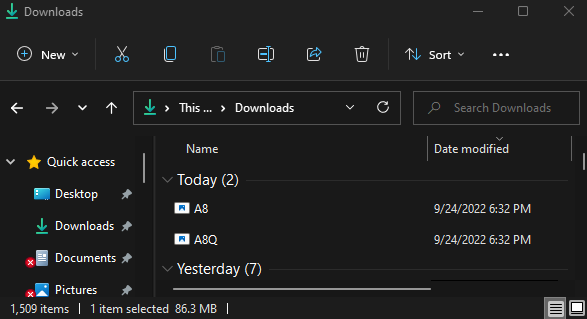 Downloads
New
Sort
This ... Downloads
Search Downloads
Name
Date modified
Quick access
Desktop
Downloads
Documents
Pictures
Today (2)
A8 9/24/2022 6:32 PM
A8Q 9/24/2022 6:32 PM
Yesterday (7)
1,509 items
1 item selected 86.3 MB